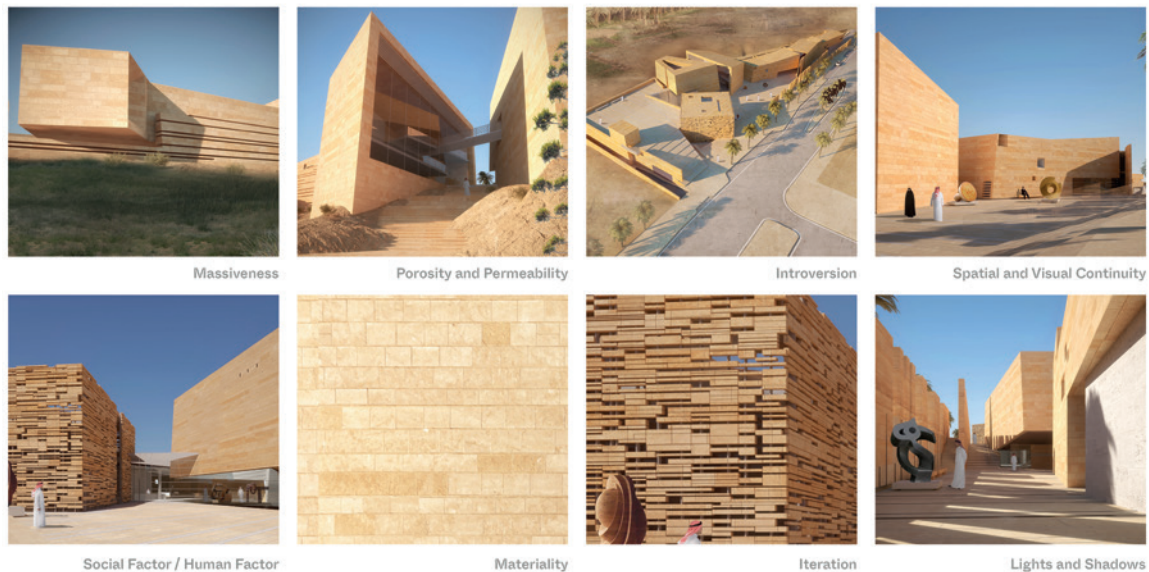 Massiveness
Porosity and Permeability
Introversion
Spatial and Visual Continuity
Social Factor / Human Factor
Materiality
Iteration
Lights and Shadows